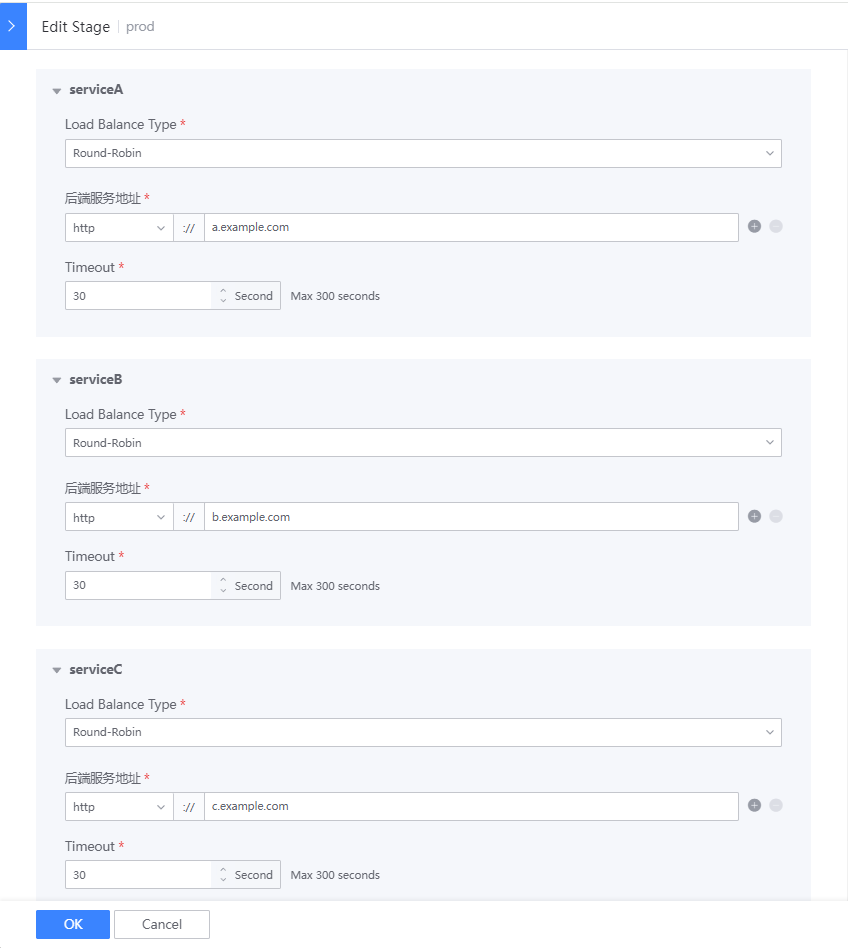 Edit Stage prod
serviceA
Load Balance Type *
Round-Robin
后端服务地址 *
http :// a.example.com
Timeout *
30 Second Max 300 seconds
serviceB
Load Balance Type *
Round-Robin
后端服务地址 *
http :// b.example.com
Timeout *
30 Second Max 300 seconds
serviceC
Load Balance Type *
Round-Robin
后端服务地址 *
http :// c.example.com
Timeout *
30 Second Max 300 seconds
OK Cancel